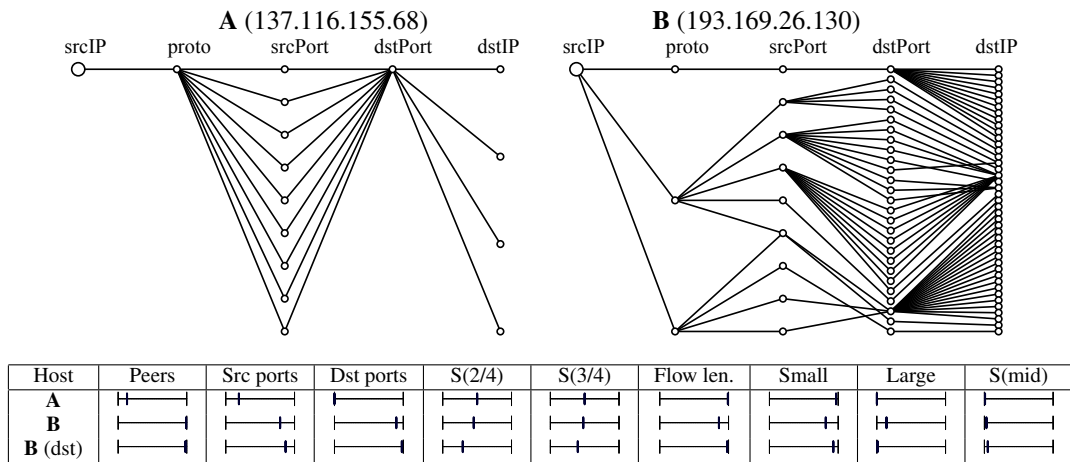 A (137.116.155.68)
srcIP proto srcPort dstPort dstIP
B (193.169.26.130)
srcIP proto srcPort dstPort dstIP
Host Peers Src ports Dst ports S(2/4) S(3/4) Flow len. Small Large S(mid)
A
B
B (dst)